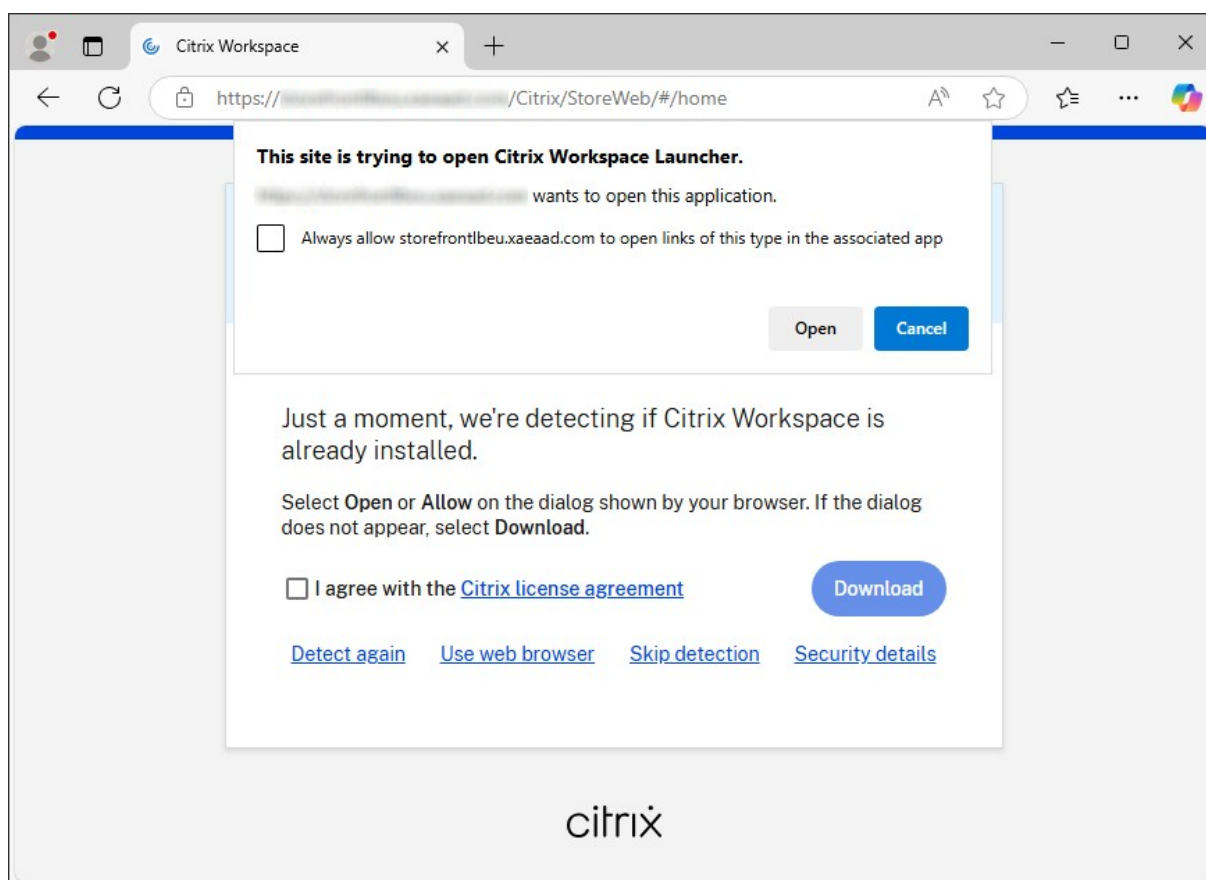 Citrix Workspace
https:// /Citrix/StoreWeb/#/home
This site is trying to open Citrix Workspace Launcher.
wants to open this application.
Always allow storefrontlbeu.xaeaad.com to open links of this type in the associated app
Open Cancel
Just a moment, we're detecting if Citrix Workspace is
already installed.
Select Open or Allow on the dialog shown by your browser. If the dialog
does not appear, select Download.
I agree with the Citrix license agreement Download
Detect again Use web browser Skip detection Security details
citrix